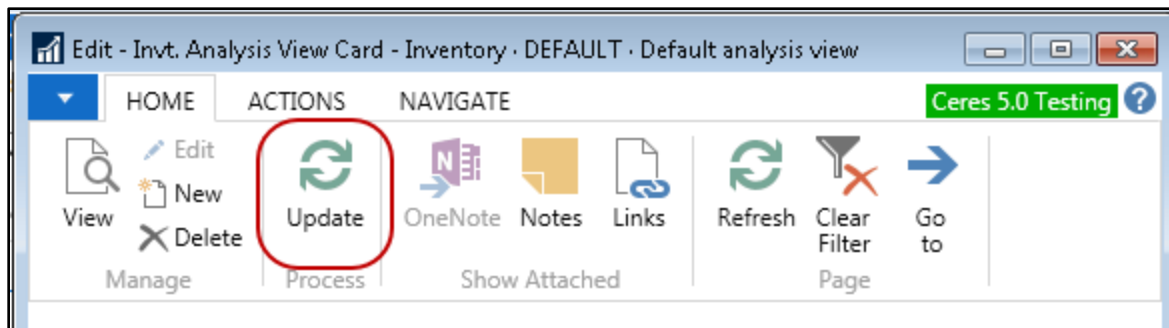 Edit - Invt. Analysis View Card - Inventory · DEFAULT · Default analysis view
HOME ACTIONS NAVIGATE Ceres 5.0 Testing ?
View
Edit
New
Delete
Update
N
OneNote Notes Links
Refresh Clear Filter Go to
Manage Process Show Attached Page